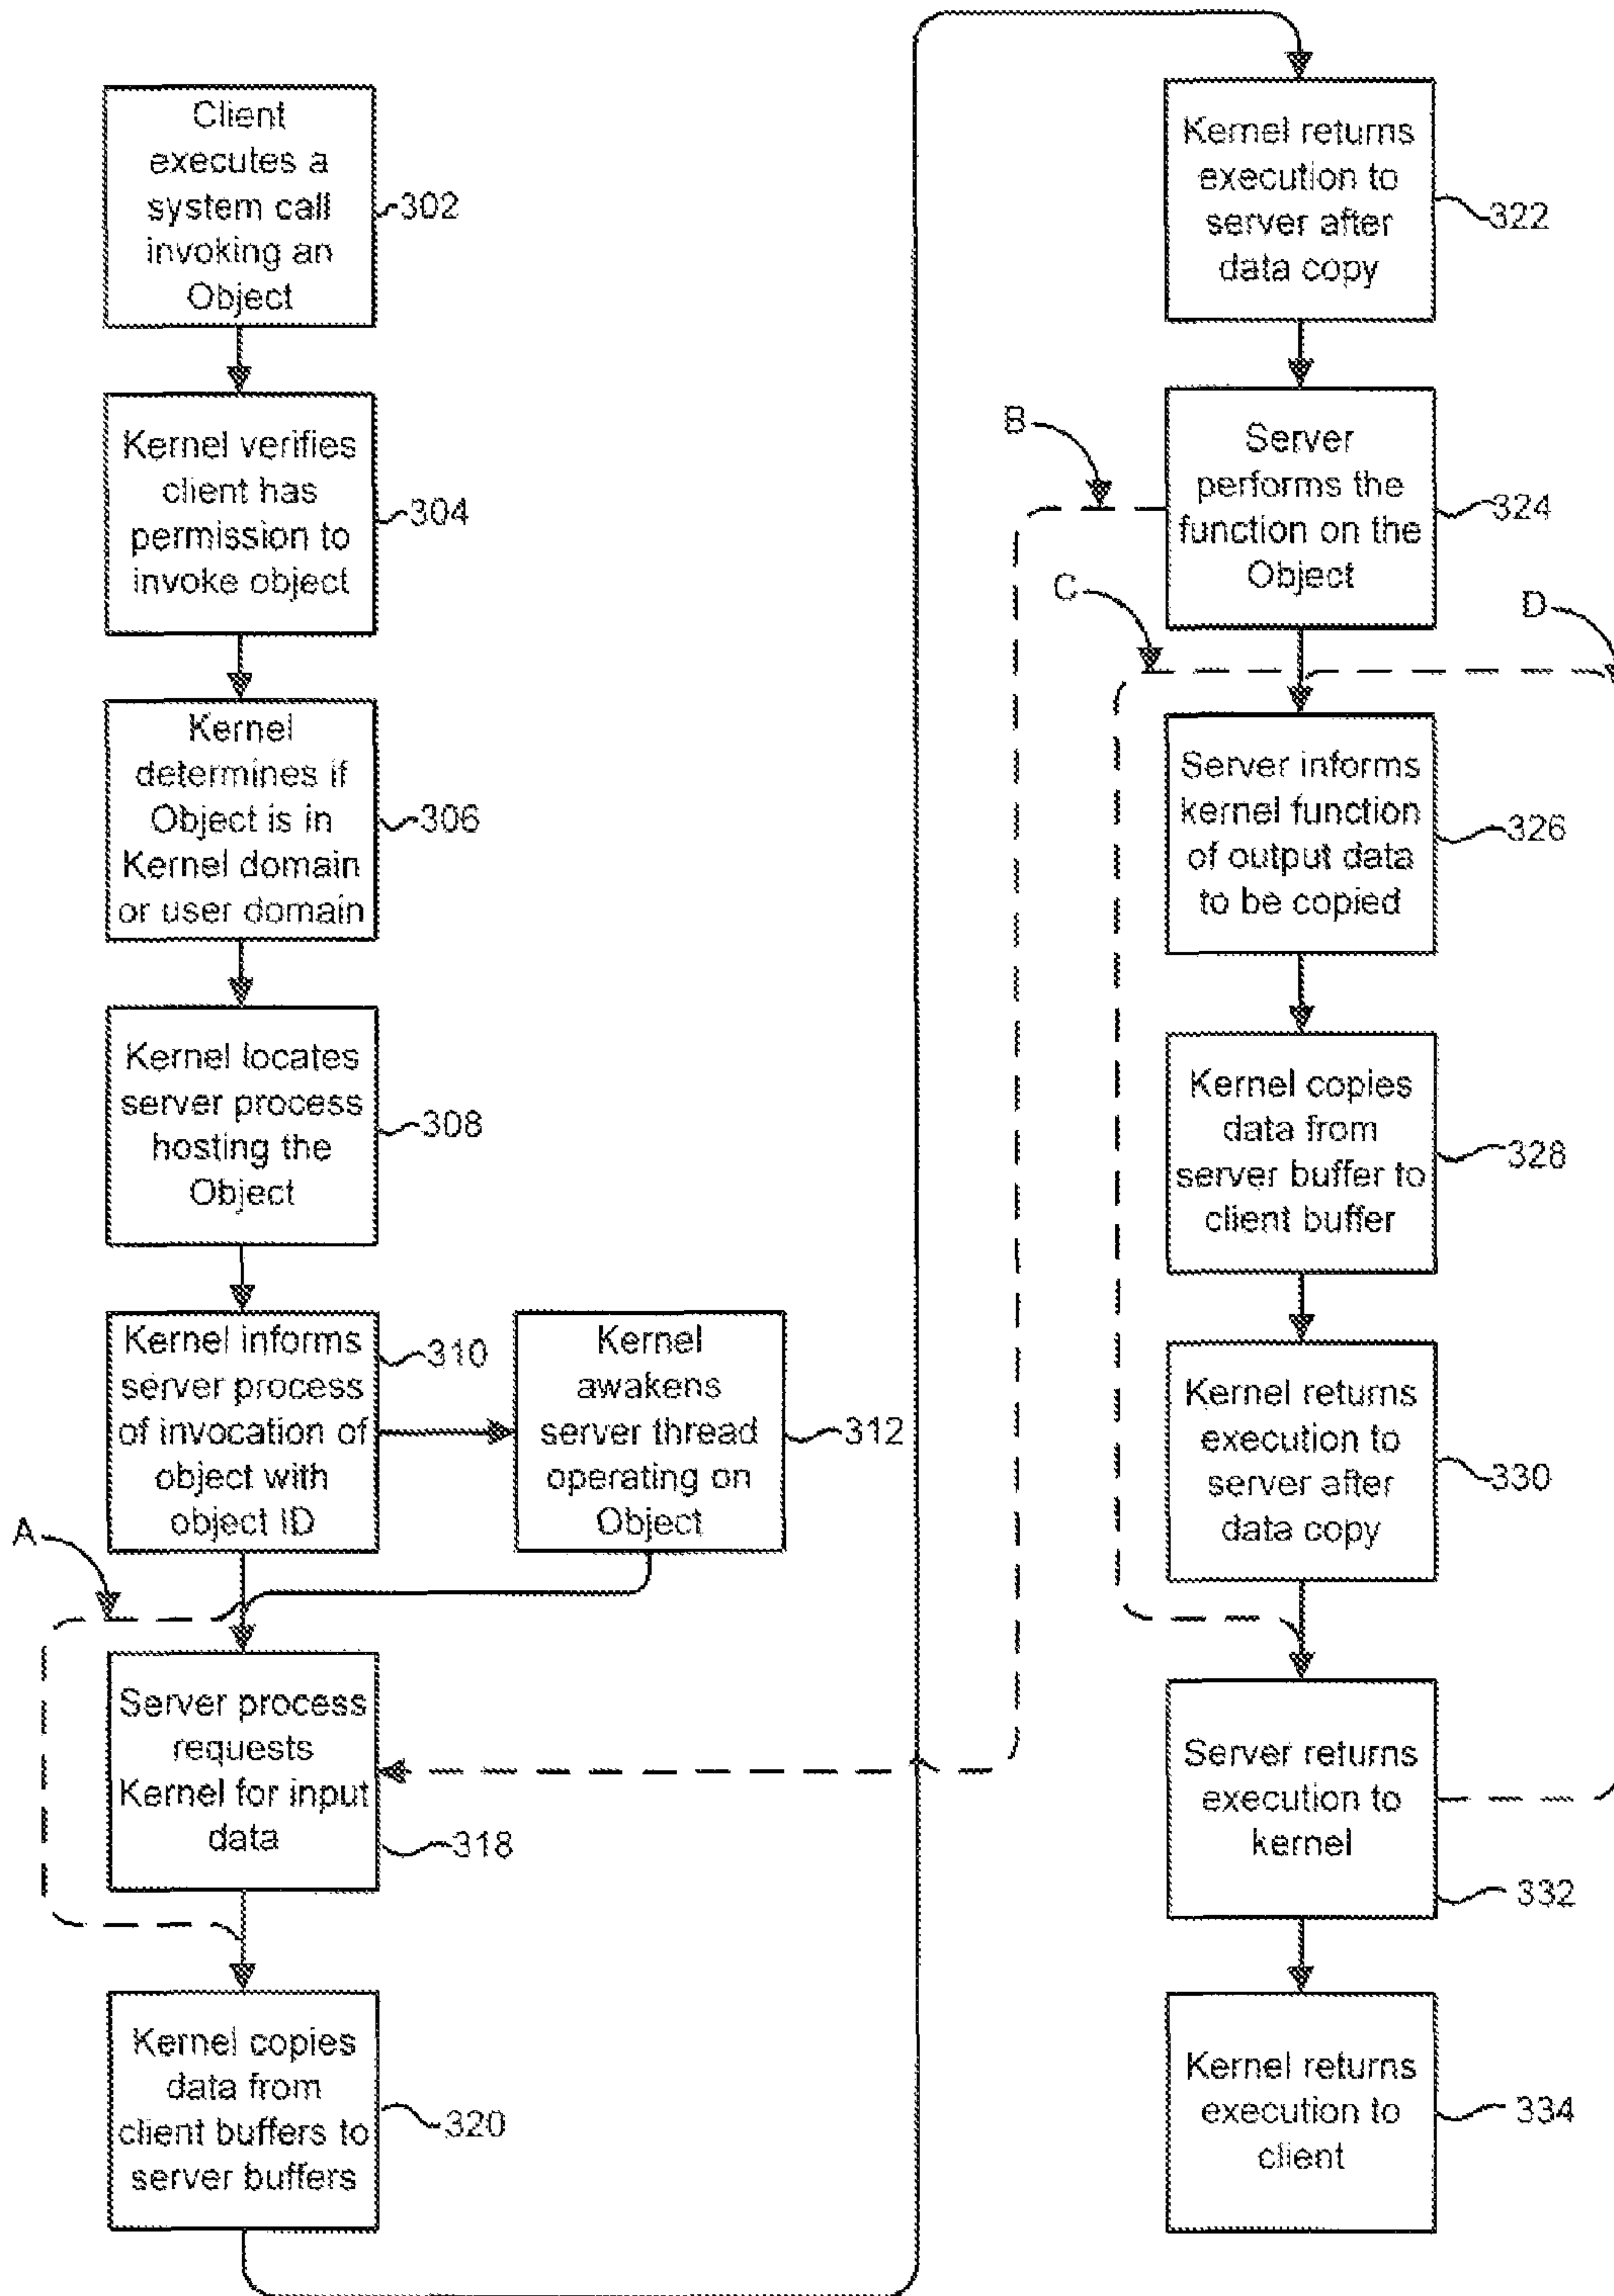 Client
executes a
system call
invoking an
Object
302
Kernel verifies
client has
permission to
invoke object
304
Kernel
determines if
Object is in
Kernel domain
or user domain
306
Kernel locates
server process
hosting the
Object
308
Kernel informs
server process
of invocation of
object with
object ID
310
Kernel
awakens
server thread
operating on
Object
312
A
Server process
requests
Kernel for input
data
318
Kernel copies
data from
client buffers to
server buffers
320
Kernel returns
execution to
server after
data copy
322
B
Server
performs the
function on the
Object
324
C
D
Server informs
kernel function
of output data
to be copied
326
Kernel copies
data from
server buffer to
client buffer
328
Kernel returns
execution to
server after
data copy
330
Server returns
execution to
kernel
332
Kernel returns
execution to
client
334